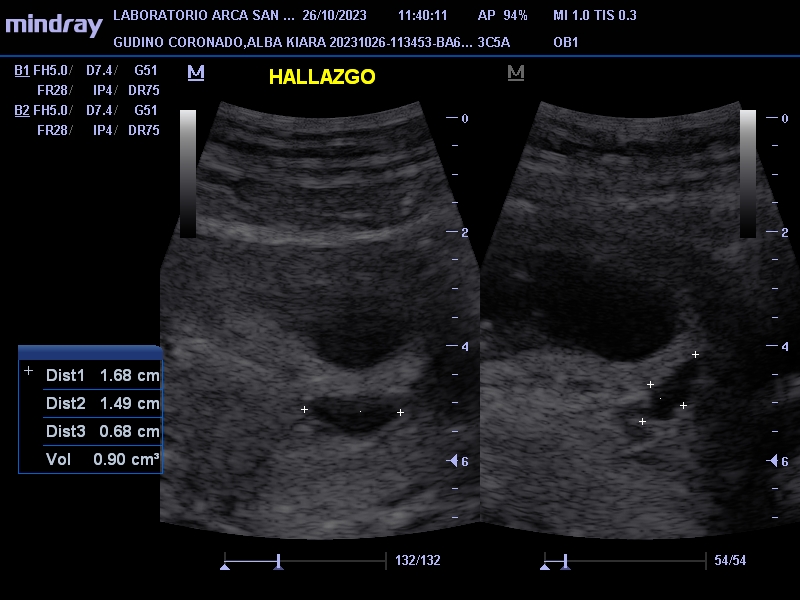 mindray
LABORATORIO ARCA SAN ... 26/10/2023 11:40:11 AP 94% MI 1.0 TIS 0.3
GUDINO CORONADO,ALBA KIARA 20231026-113453-BA6... 3C5A OB1
B1 FH5.0/ D7.4/ G51
FR28/ IP4/ DR75
B2 FH5.0/ D7.4/ G51
FR28/ IP4/ DR75
M
HALLAZGO
M
0
2
4
6
0
2
4
6
+ Dist1 1.68 cm
Dist2 1.49 cm
Dist3 0.68 cm
Vol 0.90 cm³
132/132
54/54